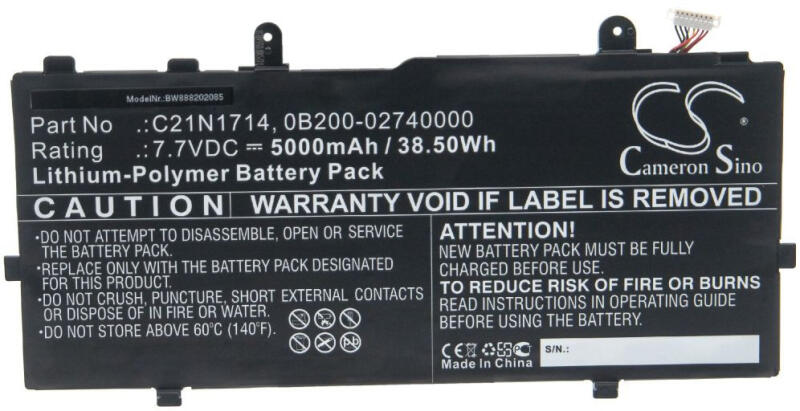 ModelNr.:BW888202085
Part No .:C21N1714, 0B200-02740000
Rating .:7.7VDC ⎓ 5000mAh / 38.50Wh
Lithium-Polymer Battery Pack
CS
Cameron Sino
CAUTION
WARRANTY VOID IF LABEL IS REMOVED
•DO NOT ATTEMPT TO DISASSEMBLE, OPEN OR SERVICE
THE BATTERY PACK.
•REPLACE ONLY WITH THE BATTERY PACK DESIGNATED
FOR THIS PRODUCT.
•DO NOT CRUSH, PUNCTURE, SHORT EXTERNAL CONTACTS
OR DISPOSE OF IN FIRE OR WATER.
•DO NOT STORE ABOVE 60°C (140°F).
ATTENTION!
NEW BATTERY PACK MUST BE FULLY
CHARGED BEFORE USE.
TO REDUCE RISK OF FIRE OR BURNS
READ INSTRUCTIONS IN OPERATING GUIDE
BEFORE USING BATTERY
CE
Made In China
S/N.: